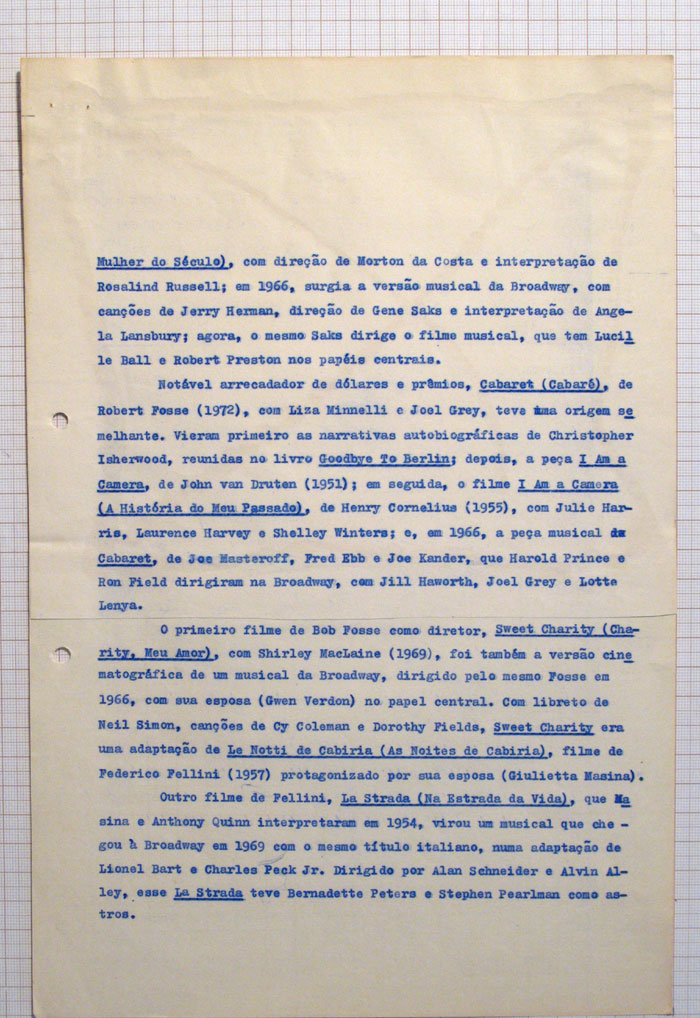 Mulher do Século), com direção de Morton da Costa e interpretação de
Rosalind Russell; em 1966, surgia a versão musical da Broadway, com
canções de Jerry Herman, direção de Gene Saks e interpretação de Ange-
la Lansbury; agora, o mesmo Saks dirige o filme musical, que tem Lucil
le Ball e Robert Preston nos papéis centrais.
Notável arrecadador de dólares e prêmios, Cabaret (Cabaré), de
Robert Fosse (1972), com Liza Minnelli e Joel Grey, teve uma origem se
melhante. Vieram primeiro as narrativas autobiográficas de Christopher
Isherwood, reunidas no livro Goodbye To Berlin; depois, a peça I Am a
Camera, de John van Druten (1951); em seguida, o filme I Am a Camera
(A História do Meu Passado), de Henry Cornelius (1955), com Julie Har-
ris, Laurence Harvey e Shelley Winters; e, em 1966, a peça musical
Cabaret, de Joe Masteroff, Fred Ebb e Joe Kander, que Harold Prince e
Ron Field dirigiram na Broadway, com Jill Haworth, Joel Grey e Lotte
Lenya.
O primeiro filme de Bob Fosse como diretor, Sweet Charity (Cha-
rity, Meu Amor), com Shirley MacLaine (1969), foi também a versão cine
matográfica de um musical da Broadway, dirigido pelo mesmo Fosse em
1966, com sua esposa (Gwen Verdon) no papel central. Com libreto de
Neil Simon, canções de Cy Coleman e Dorothy Fields, Sweet Charity era
uma adaptação de Le Notti de Cabiria (As Noites de Cabiria), filme de
Federico Fellini (1957) protagonizado por sua esposa (Giulietta Masina).
Outro filme de Fellini, La Strada (Na Estrada da Vida), que Ma
sina e Anthony Quinn interpretaram em 1954, virou um musical que che -
gou à Broadway em 1969 com o mesmo título italiano, numa adaptação de
Lionel Bart e Charles Peck Jr. Dirigido por Alan Schneider e Alvin Al-
ley, esse La Strada teve Bernadette Peters e Stephen Pearlman como as-
tros.